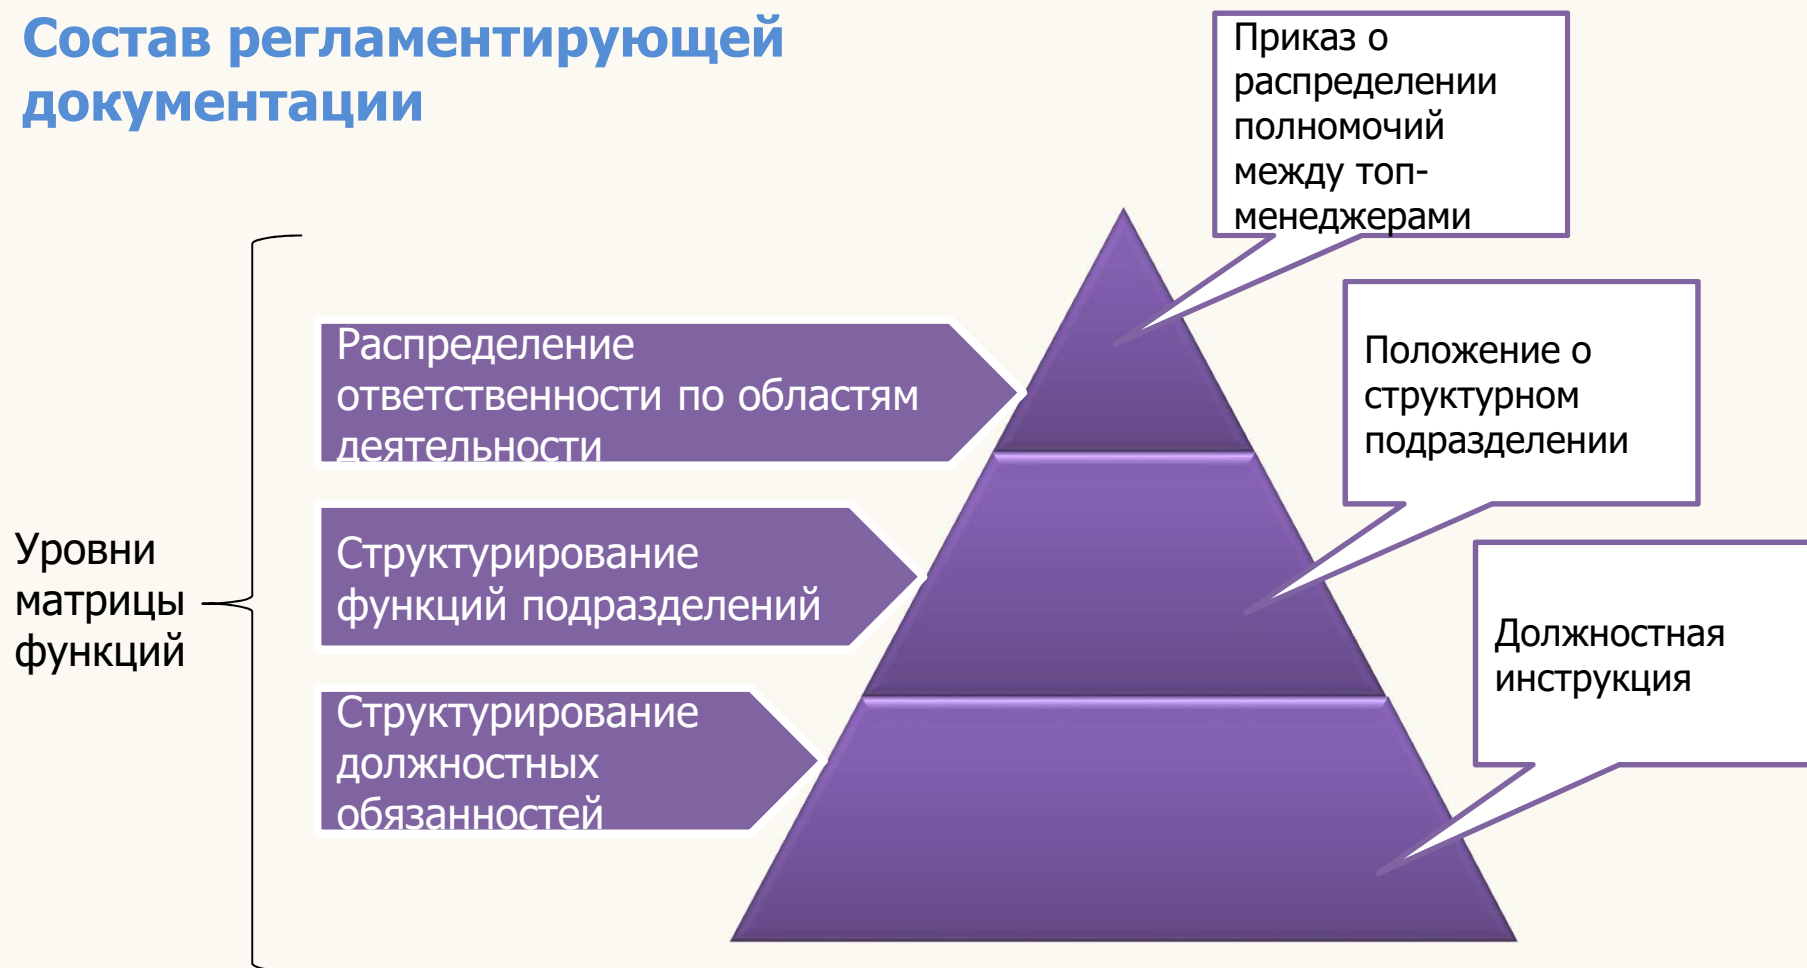 Состав регламентирующей
документации
Приказ о
распределении
полномочий
между топ-
менеджерами
Распределение
ответственности по областям
деятельности
Положение о
структурном
подразделении
Уровни
матрицы
функций
Структурирование
функций подразделений
Должностная
инструкция
Структурирование
должностных
обязанностей